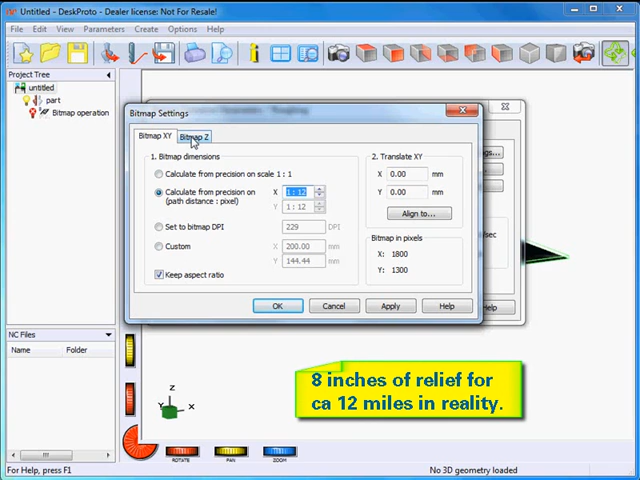 Untitled - DeskProto - Dealer license: Not For Resale!
File Edit View Parameters Create Options Help
Project Tree
untitled
part
Bitmap operation
NC Files
Name Folder
Bitmap Settings
Bitmap XY Bitmap Z
1. Bitmap dimensions
Calculate from precision on scale 1 : 1
Calculate from precision on X 1 : 12
(path distance : pixel) Y 1 : 12
Set to bitmap DPI 229 DPI
Custom X 200.00 mm
Y 144.44 mm
Keep aspect ratio
2. Translate XY
X 0.00 mm
Y 0.00 mm
Align to...
Bitmap in pixels
X: 1800
Y: 1300
OK Cancel Apply Help
8 inches of relief for
ca 12 miles in reality.
Z
Y X
ROTATE PAN ZOOM
For Help, press F1
No 3D geometry loaded